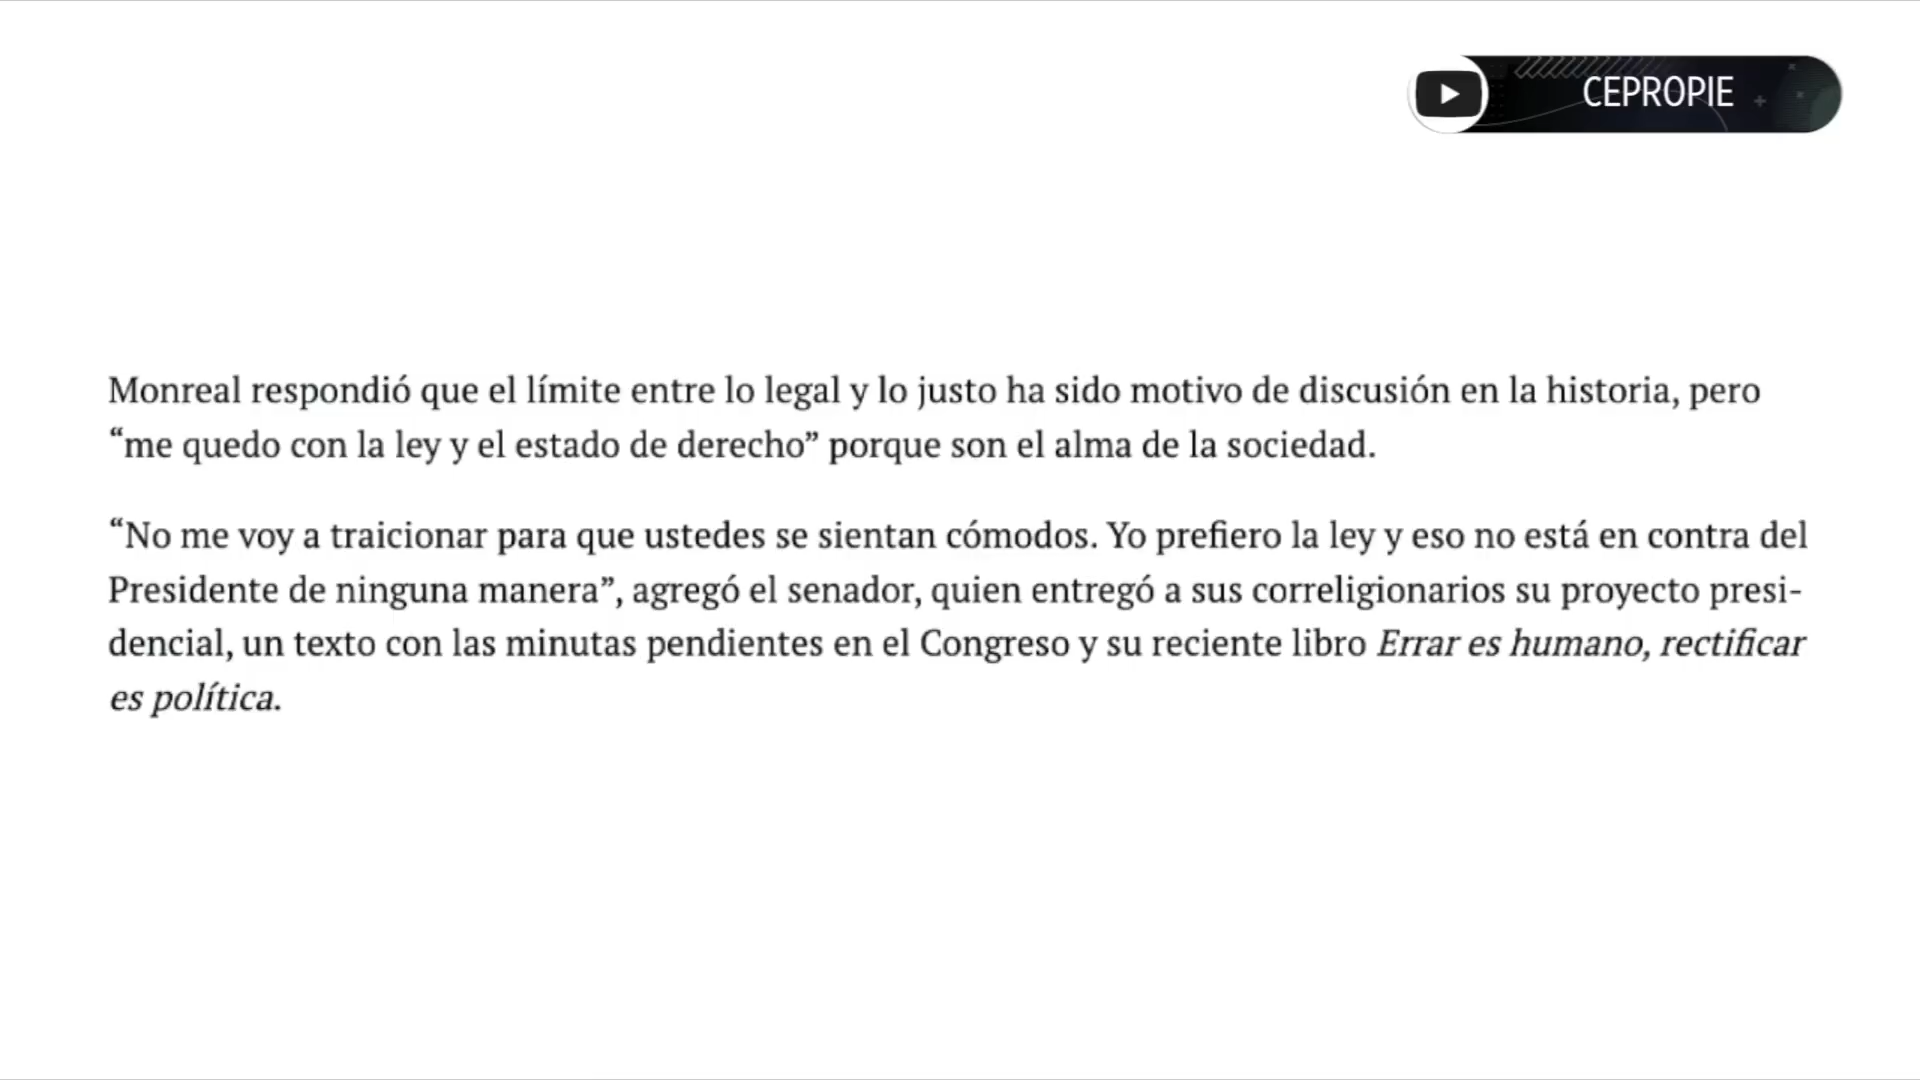 CEPROPIE
Monreal respondió que el límite entre lo legal y lo justo ha sido motivo de discusión en la historia, pero
“me quedo con la ley y el estado de derecho” porque son el alma de la sociedad.
“No me voy a traicionar para que ustedes se sientan cómodos. Yo prefiero la ley y eso no está en contra del
Presidente de ninguna manera”, agregó el senador, quien entregó a sus correligionarios su proyecto presi-
dencial, un texto con las minutas pendientes en el Congreso y su reciente libro Errar es humano, rectificar
es política.